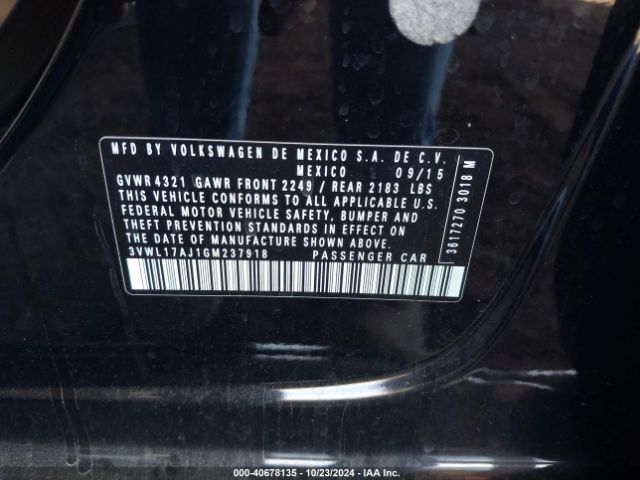 MFD BY VOLKSWAGEN DE MEXICO S.A. DE C.V.
MEXICO 09/15
GVWR 4321 GAWR FRONT 2249 / REAR 2183 LBS
THIS VEHICLE CONFORMS TO ALL APPLICABLE U.S.
FEDERAL MOTOR VEHICLE SAFETY, BUMPER AND
THEFT PREVENTION STANDARDS IN EFFECT ON
THE DATE OF MANUFACTURE SHOWN ABOVE.
3VWL17AJ1GM237918 PASSENGER CAR
3617270 3018 M
000-40678135 - 10/23/2024 - IAA Inc.